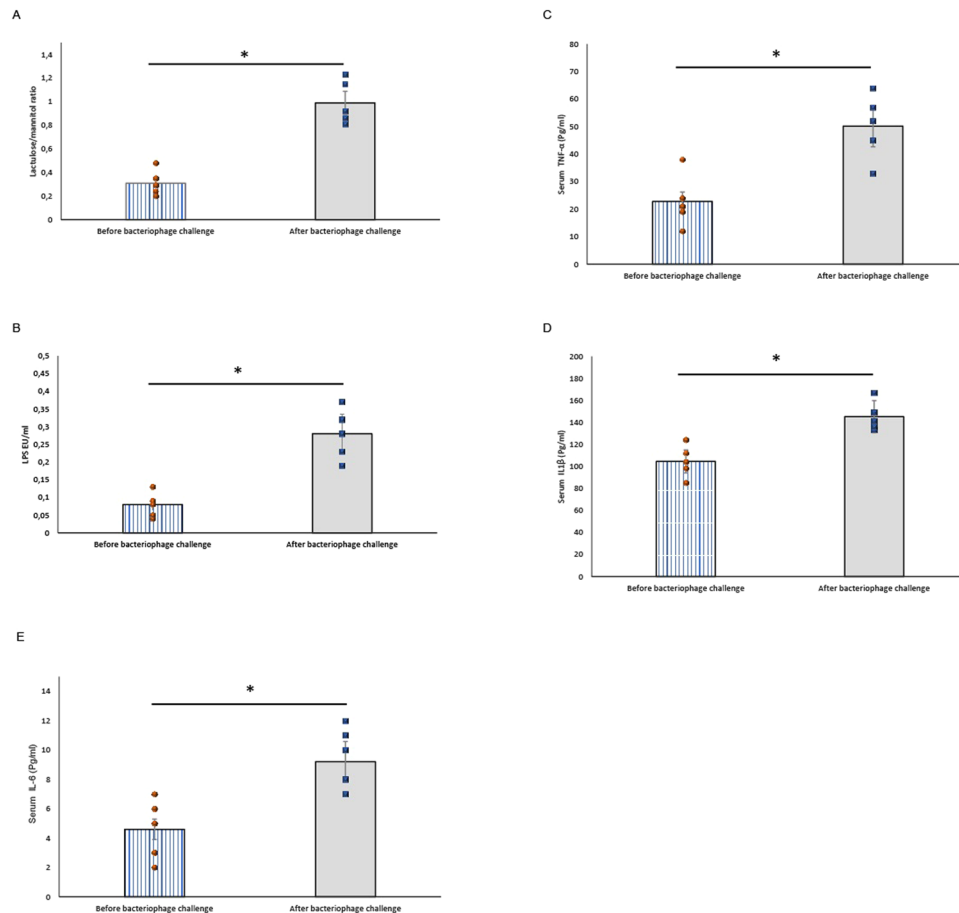 A
*
Lactulose/mannitol ratio
1,4
1,2
1
0,8
0,6
0,4
0,2
0
Before bacteriophage challenge
After bacteriophage challenge
B
*
LPS EU/ml
0,5
0,45
0,4
0,35
0,3
0,25
0,2
0,15
0,1
0,05
0
Before bacteriophage challenge
After bacteriophage challenge
C
*
Serum TNF-α (Pg/ml)
80
70
60
50
40
30
20
10
0
Before bacteriophage challenge
After bacteriophage challenge
D
*
Serum IL1β (Pg/ml)
200
180
160
140
120
100
80
60
40
20
0
Before bacteriophage challenge
After bacteriophage challenge
E
*
Serum IL-6 (Pg/ml)
14
12
10
8
6
4
2
0
Before bacteriophage challenge
After bacteriophage challenge